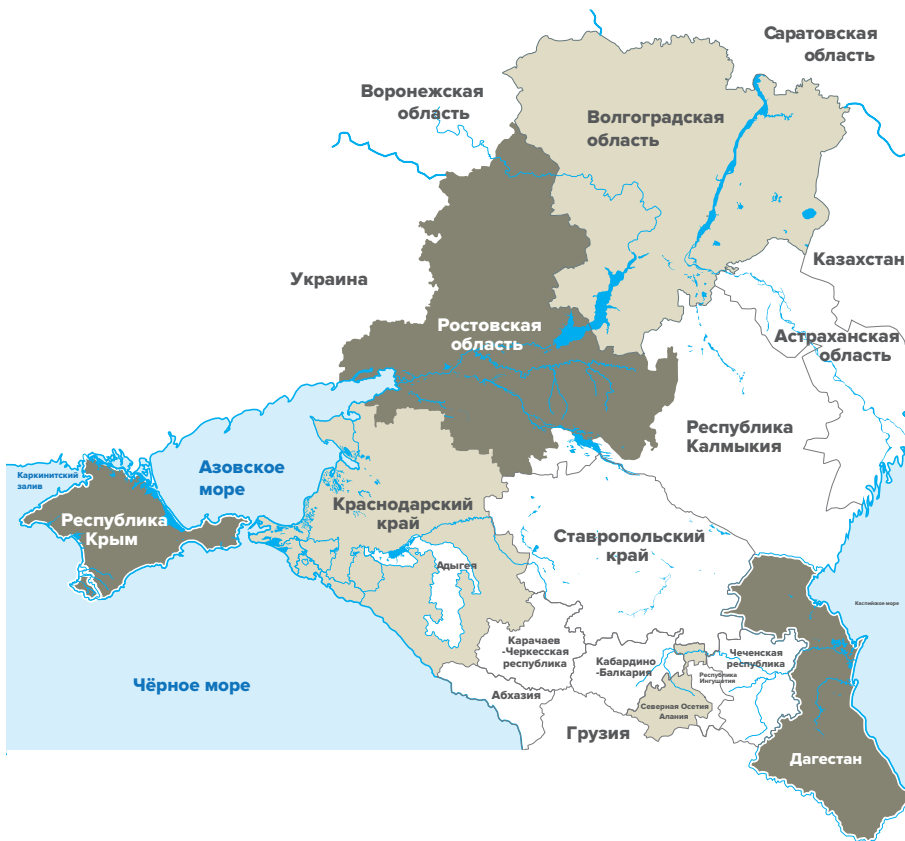 Саратовская
область
Воронежская
область
Волгоградская
область
Казахстан
Украина
Ростовская
область
Астраханская
область
Республика
Калмыкия
Азовское
море
Каркинитский
залив
Краснодарский
край
Республика
Крым
Ставропольский
край
Адыгея
Каспийское море
Карачаев
-Черкесская
республика
Кабардино
-Балкария
Чеченская
республика
Республика
Ингушетия
Чёрное море
Абхазия
Северная Осетия
Алания
Грузия
Дагестан